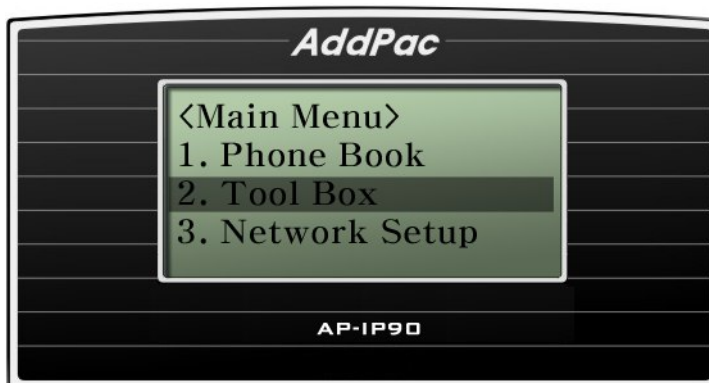 AddPac
<Main Menu>
1. Phone Book
2. Tool Box
3. Network Setup
AP-IP90